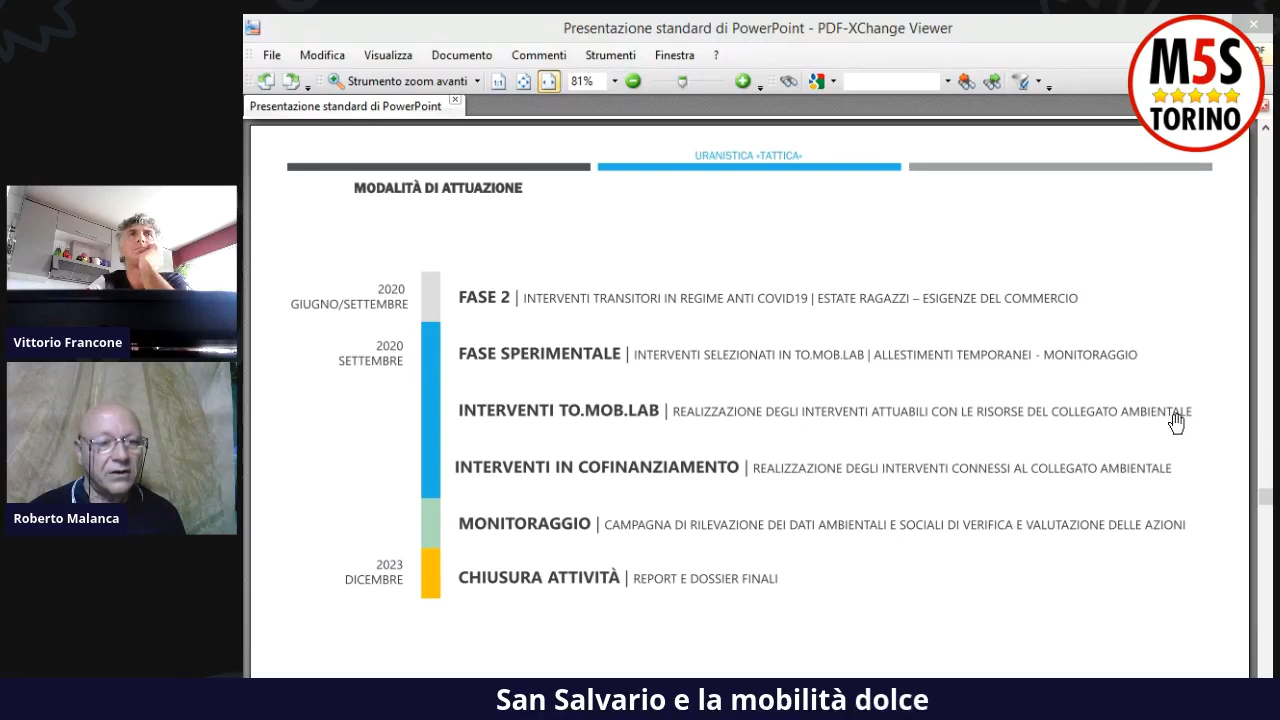 Presentazione standard di PowerPoint - PDF-XChange Viewer
File Modifica Visualizza Documento Commenti Strumenti Finestra ?
Strumento zoom avanti 81%
Presentazione standard di PowerPoint
M5S
TORINO
URANISTICA «TATTICA»
MODALITÀ DI ATTUAZIONE
2020
GIUGNO/SETTEMBRE
FASE 2 | INTERVENTI TRANSITORI IN REGIME ANTI COVID19 | ESTATE RAGAZZI – ESIGENZE DEL COMMERCIO
2020
SETTEMBRE
FASE SPERIMENTALE | INTERVENTI SELEZIONATI IN TO.MOB.LAB | ALLESTIMENTI TEMPORANEI - MONITORAGGIO
INTERVENTI TO.MOB.LAB | REALIZZAZIONE DEGLI INTERVENTI ATTUABILI CON LE RISORSE DEL COLLEGATO AMBIENTALE
INTERVENTI IN COFINANZIAMENTO | REALIZZAZIONE DEGLI INTERVENTI CONNESSI AL COLLEGATO AMBIENTALE
MONITORAGGIO | CAMPAGNA DI RILEVAZIONE DEI DATI AMBIENTALI E SOCIALI DI VERIFICA E VALUTAZIONE DELLE AZIONI
2023
DICEMBRE
CHIUSURA ATTIVITÀ | REPORT E DOSSIER FINALI
Vittorio Francone
Roberto Malanca
San Salvario e la mobilità dolce